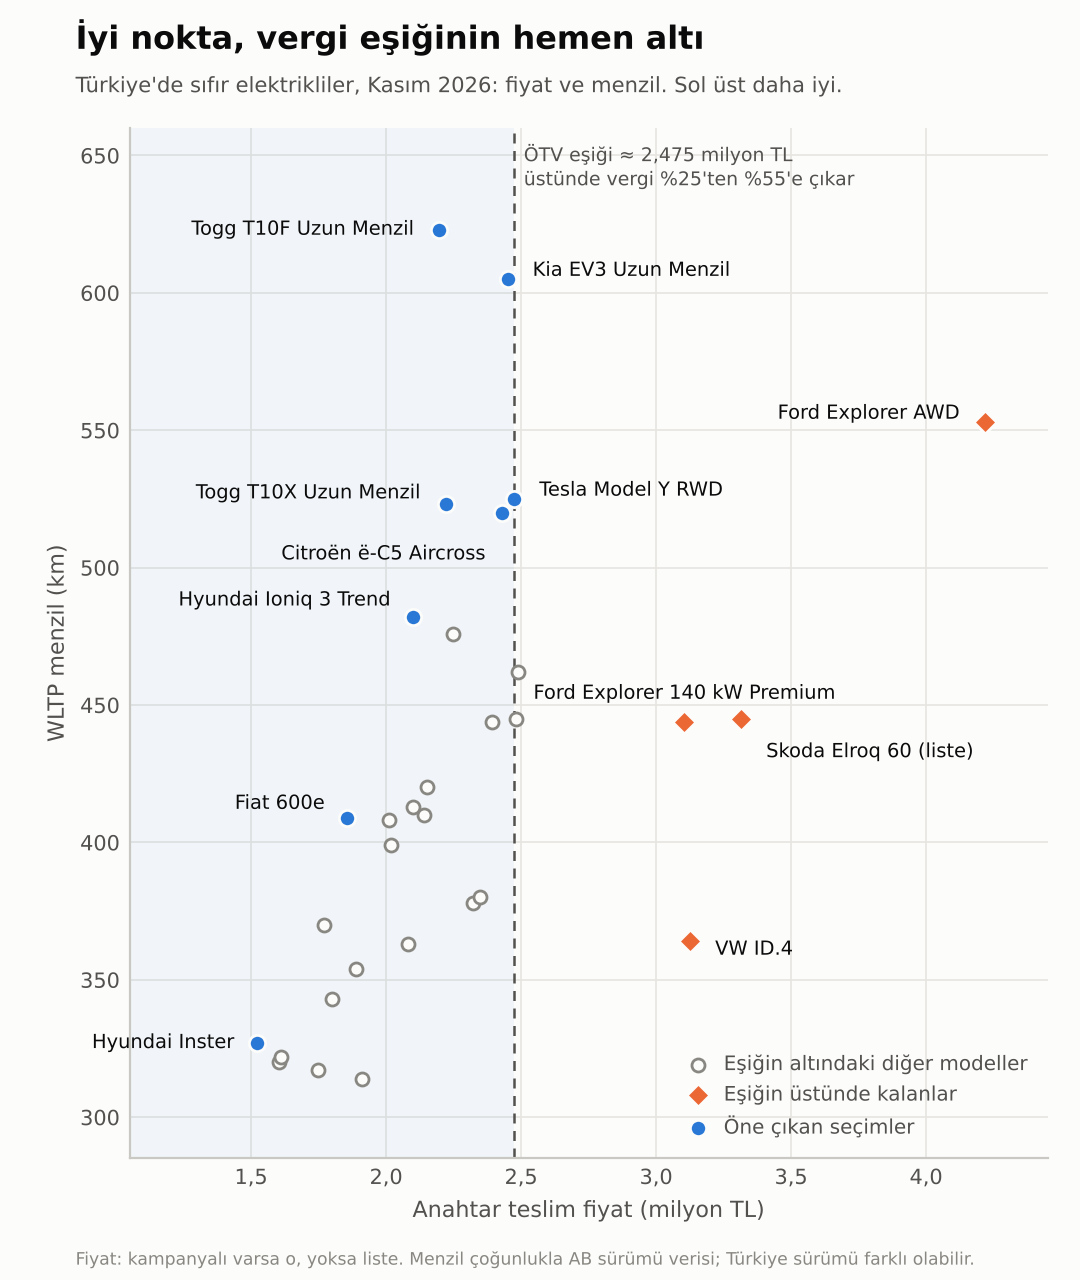 İyi nokta, vergi eşiğinin hemen altı
Türkiye'de sıfır elektrikliler, Kasım 2026: fiyat ve menzil. Sol üst daha iyi.
650
ÖTV eşiği ≈ 2,475 milyon TL
üstünde vergi %25'ten %55'e çıkar
Togg T10F Uzun Menzil
Kia EV3 Uzun Menzil
600
Ford Explorer AWD
550
Togg T10X Uzun Menzil
Tesla Model Y RWD
Citroën ë-C5 Aircross
500
Hyundai Ioniq 3 Trend
WLTP menzil (km)
Ford Explorer 140 kW Premium
450
Skoda Elroq 60 (liste)
Fiat 600e
400
VW ID.4
350
Hyundai Inster
Eşiğin altındaki diğer modeller
Eşiğin üstünde kalanlar
300
Öne çıkan seçimler
1,5 2,0 2,5 3,0 3,5 4,0
Anahtar teslim fiyat (milyon TL)
Fiyat: kampanyalı varsa o, yoksa liste. Menzil çoğunlukla AB sürümü verisi; Türkiye sürümü farklı olabilir.